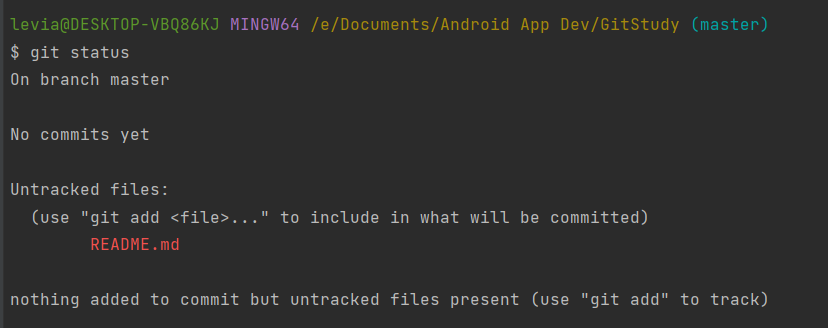 levia@DESKTOP-VBQ86KJ MINGW64 /e/Documents/Android App Dev/GitStudy (master)
$ git status
On branch master
No commits yet
Untracked files:
(use "git add <file>..." to include in what will be committed)
README.md
nothing added to commit but untracked files present (use "git add" to track)